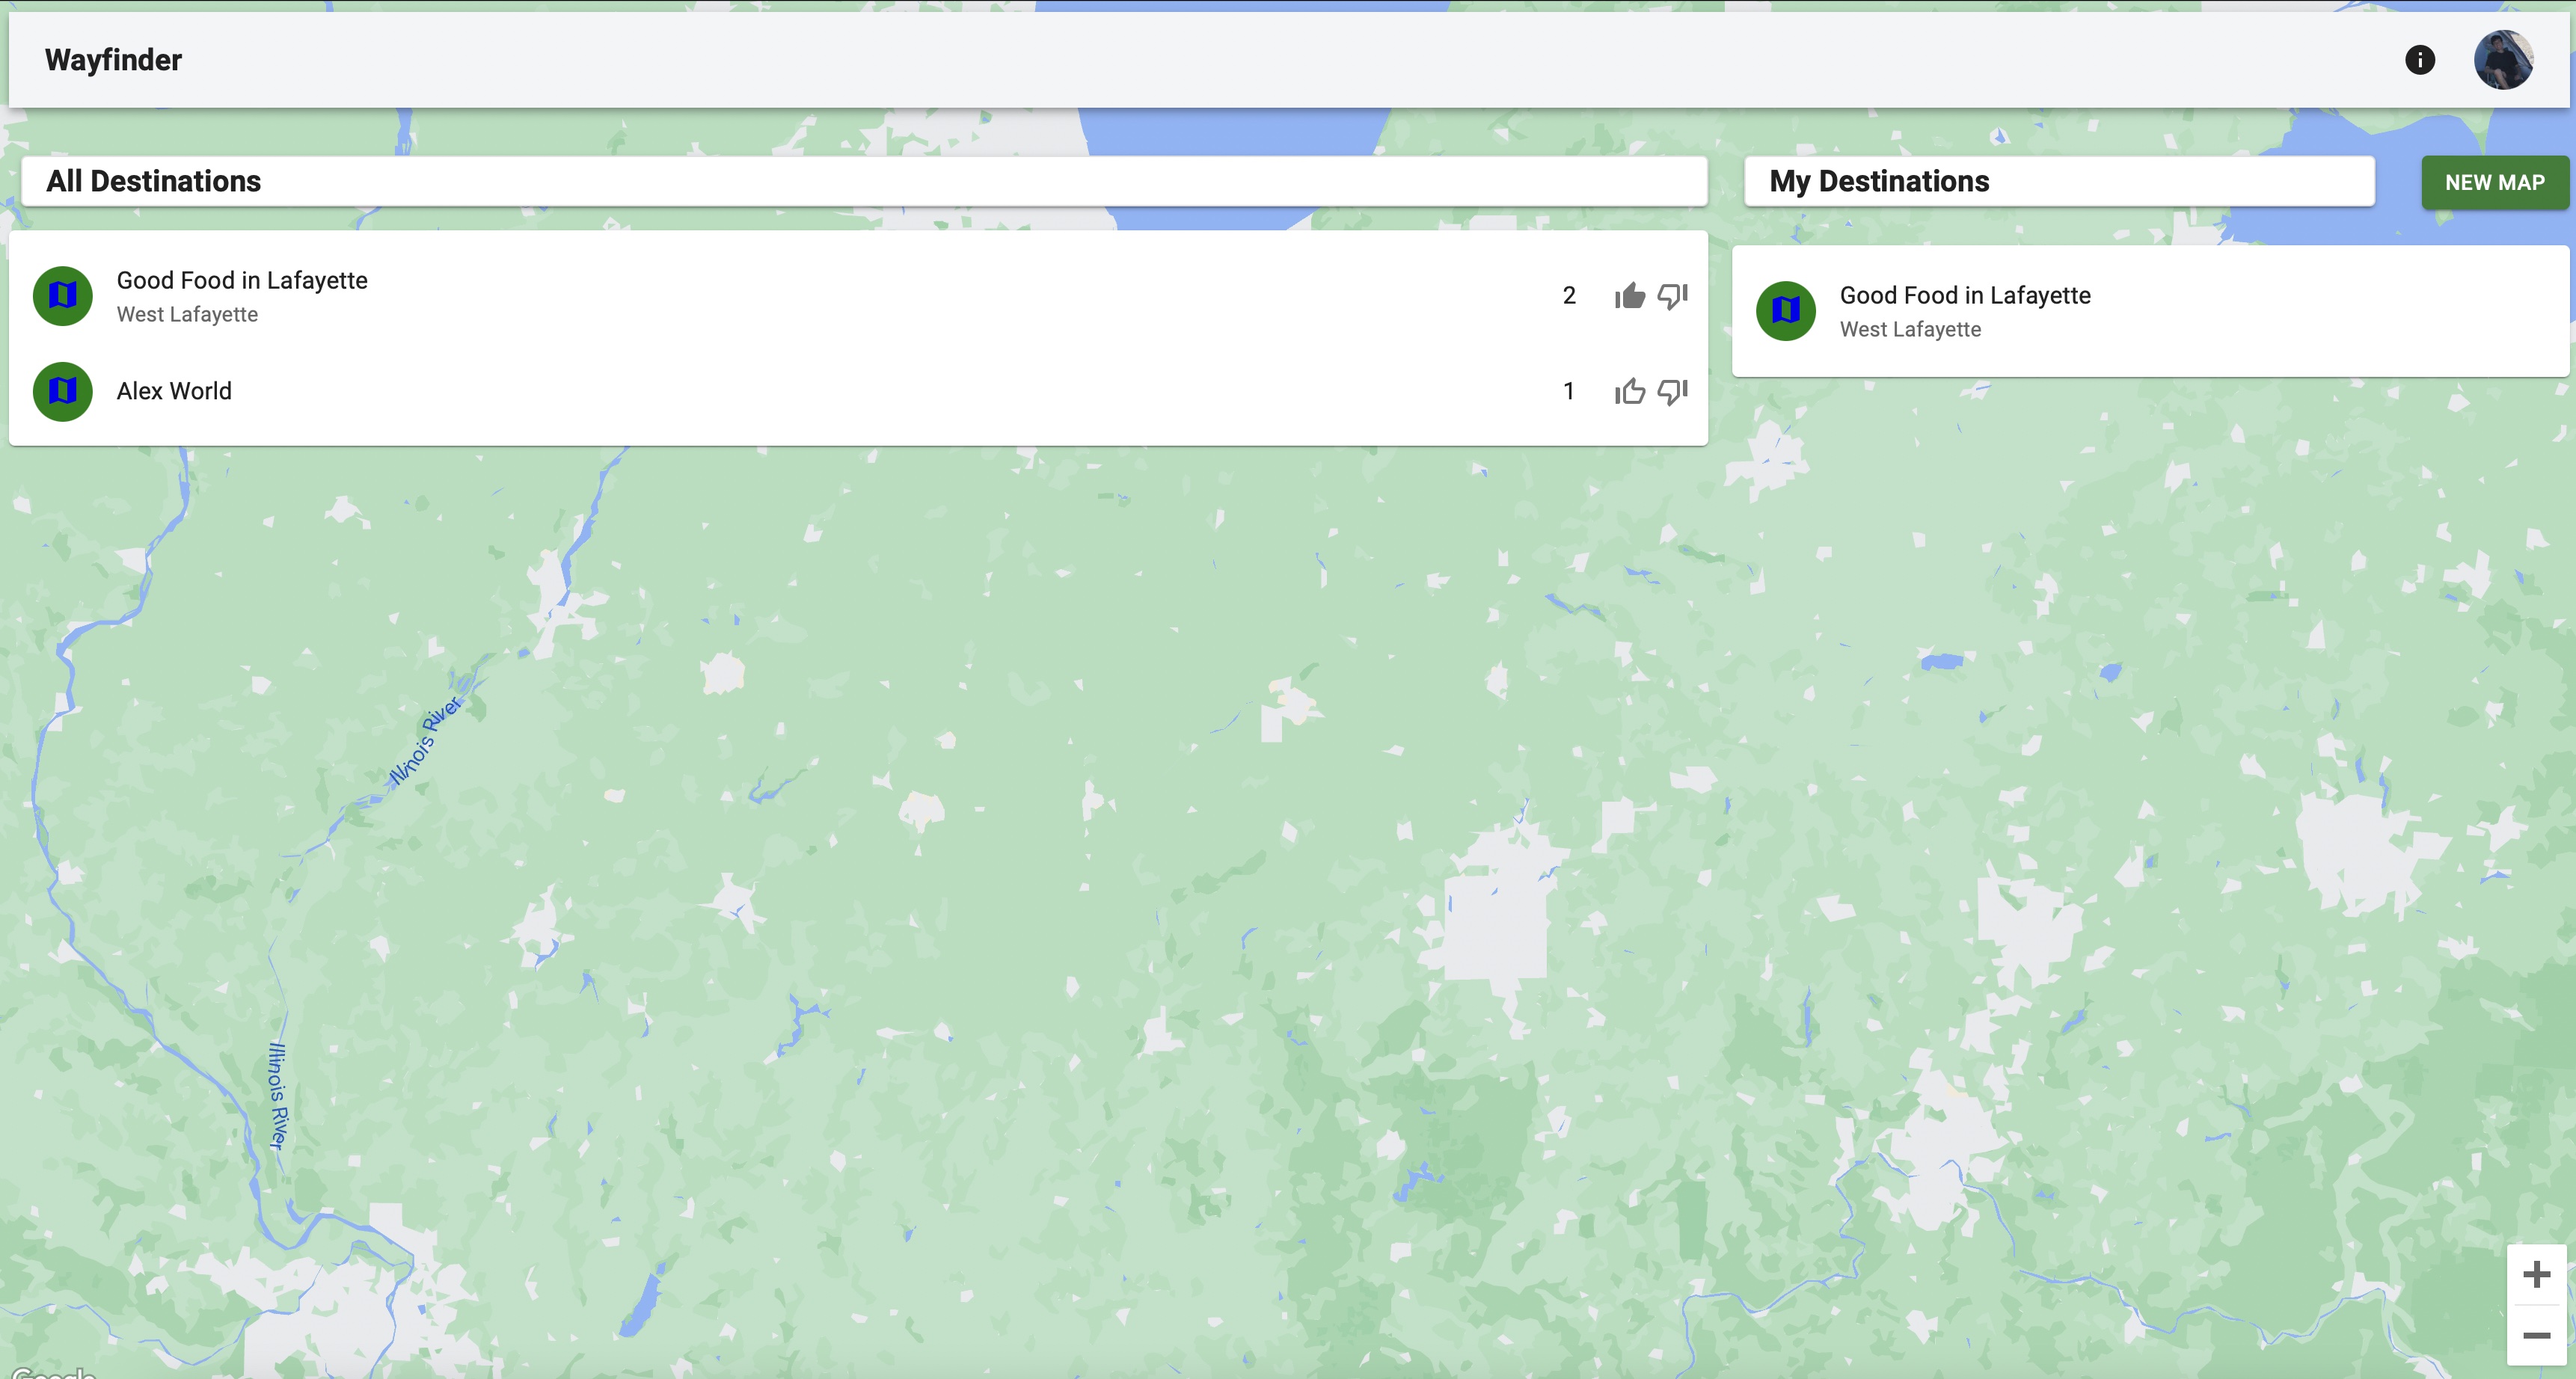 Wayfinder
All Destinations
My Destinations
NEW MAP
Good Food in Lafayette
West Lafayette
2
Alex World
1
Good Food in Lafayette
West Lafayette
Illinois River
Illinois River
Google